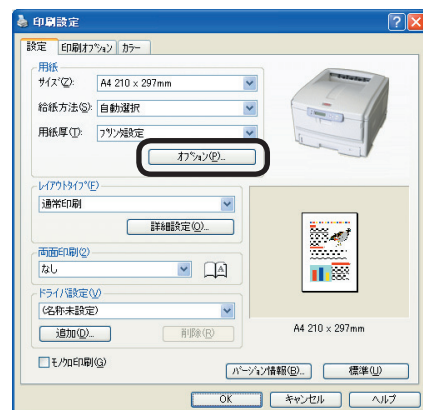 印刷設定
設定 印刷オプション カラー
用紙
サイズ(Z): A4 210 x 297mm
給紙方法(S): 自動選択
用紙厚(T): プリンタ設定
オプション(P)...
レイアウトタイプ(E)
通常印刷
詳細設定(O)...
両面印刷(2)
なし
ドライバ設定(V)
(名称未設定)
追加(D)... 削除(R)
A4 210 x 297mm
モノクロ印刷(G)
バージョン情報(B)... 標準(U)
OK キャンセル ヘルプ